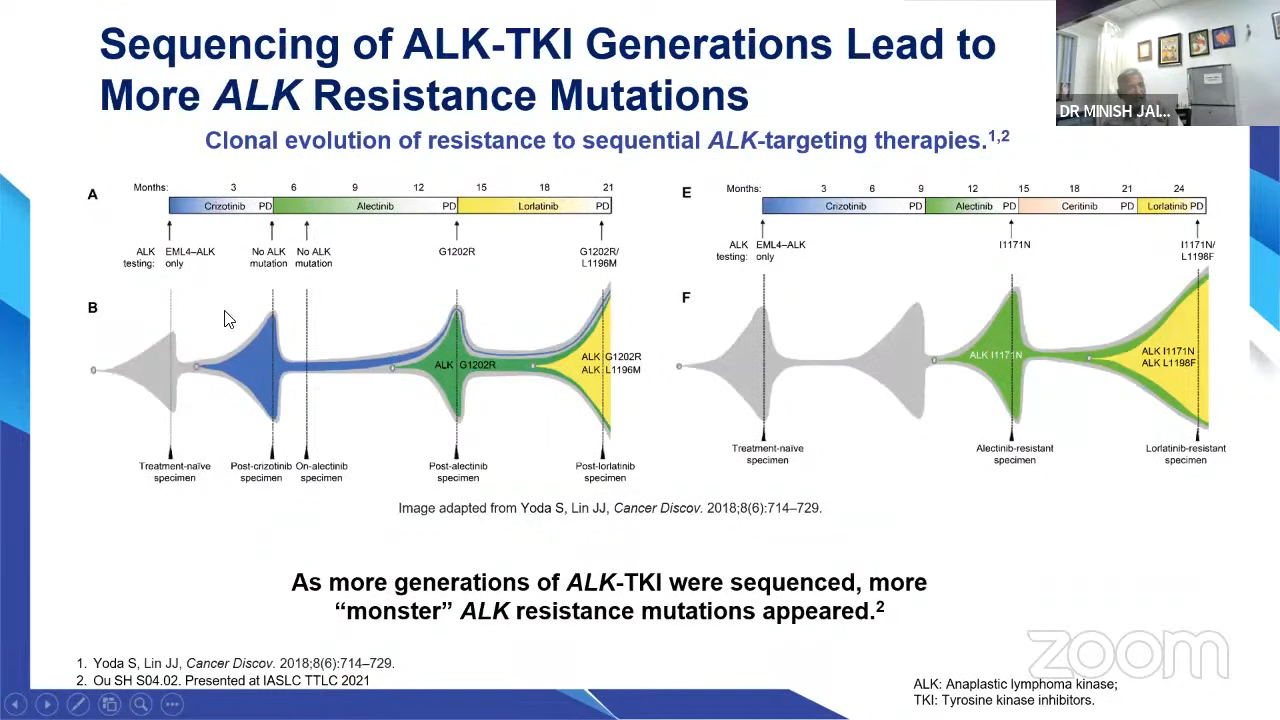 Sequencing of ALK-TKI Generations Lead to
More ALK Resistance Mutations
DR MINISH JAI...
Clonal evolution of resistance to sequential ALK-targeting therapies.1,2
A
Months: 3 6 9 12 15 18 21
Crizotinib PD Alectinib PD Lorlatinib PD
ALK testing: EML4–ALK only
No ALK mutation
No ALK mutation
G1202R
G1202R/ L1196M
B
ALK G1202R
ALK G1202R
ALK L1196M
Treatment-naïve specimen
Post-crizotinib specimen
On-alectinib specimen
Post-alectinib specimen
Post-lorlatinib specimen
E
Months: 3 6 9 12 15 18 21 24
Crizotinib PD Alectinib PD Ceritinib PD Lorlatinib PD
ALK testing: EML4–ALK only
I1171N
I1171N/ L1198F
F
ALK I1171N
ALK I1171N
ALK L1198F
Treatment-naïve specimen
Alectinib-resistant specimen
Lorlatinib-resistant specimen
Image adapted from Yoda S, Lin JJ, Cancer Discov. 2018;8(6):714–729.
As more generations of ALK-TKI were sequenced, more
“monster” ALK resistance mutations appeared.2
1. Yoda S, Lin JJ, Cancer Discov. 2018;8(6):714–729.
2. Ou SH S04.02. Presented at IASLC TTLC 2021
zoom
ALK: Anaplastic lymphoma kinase;
TKI: Tyrosine kinase inhibitors.